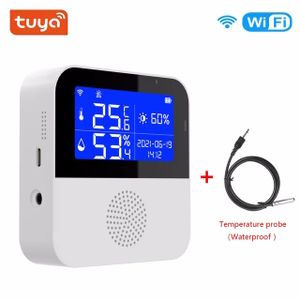 tuya
WiFi
25.6 °C 60%
53.4 % 2021-06-19
14:12
+
Temperature probe
(Waterproof)